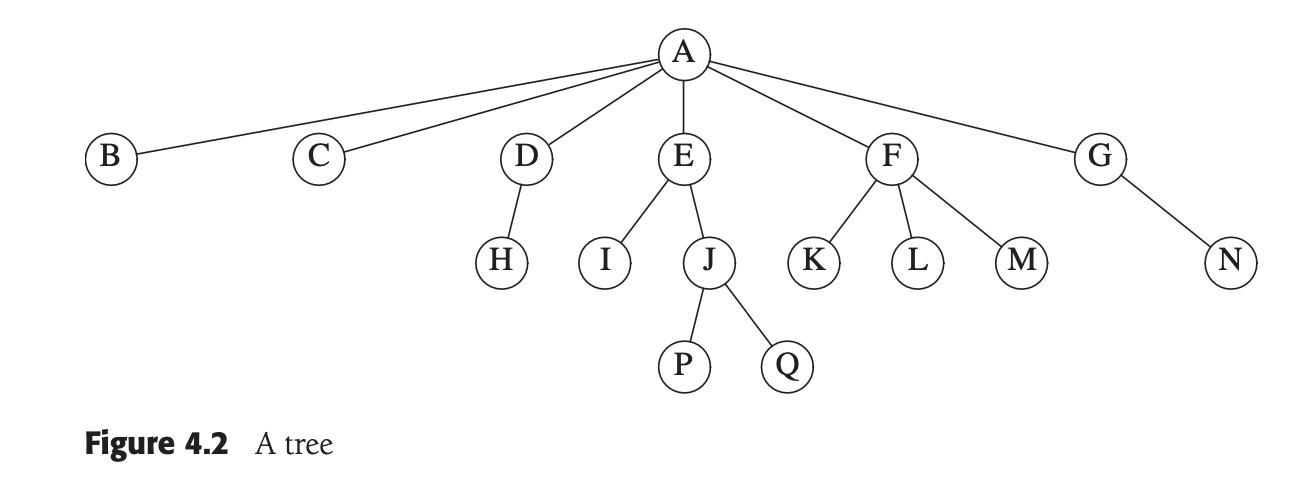 A
B C D E F G
H I J K L M N
P Q
Figure 4.2 A tree